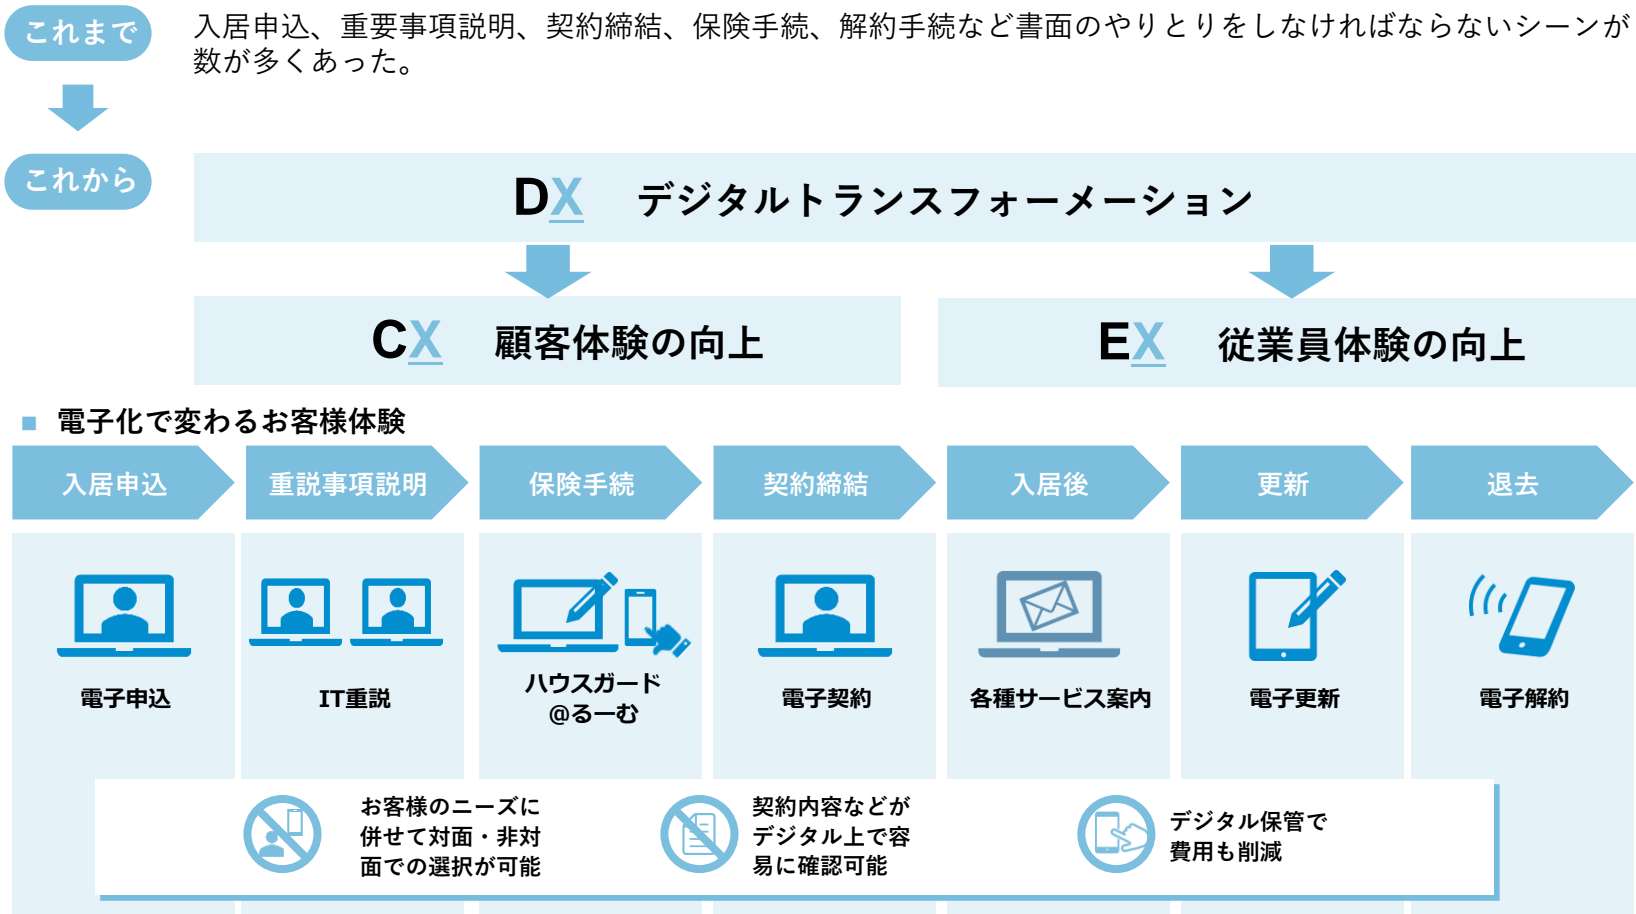 これまで
入居申込、重要事項説明、契約締結、保険手続、解約手続など書面のやりとりをしなければならないシーンが
数が多くあった。
これから
DX デジタルトランスフォーメーション
CX 顧客体験の向上
EX 従業員体験の向上
■ 電子化で変わるお客様体験
入居申込
重説事項説明
保険手続
契約締結
入居後
更新
退去
電子申込
IT重説
ハウスガード
@るーむ
電子契約
各種サービス案内
電子更新
電子解約
お客様のニーズに
併せて対面・非対
面での選択が可能
契約内容などが
デジタル上で容
易に確認可能
デジタル保管で
費用も削減